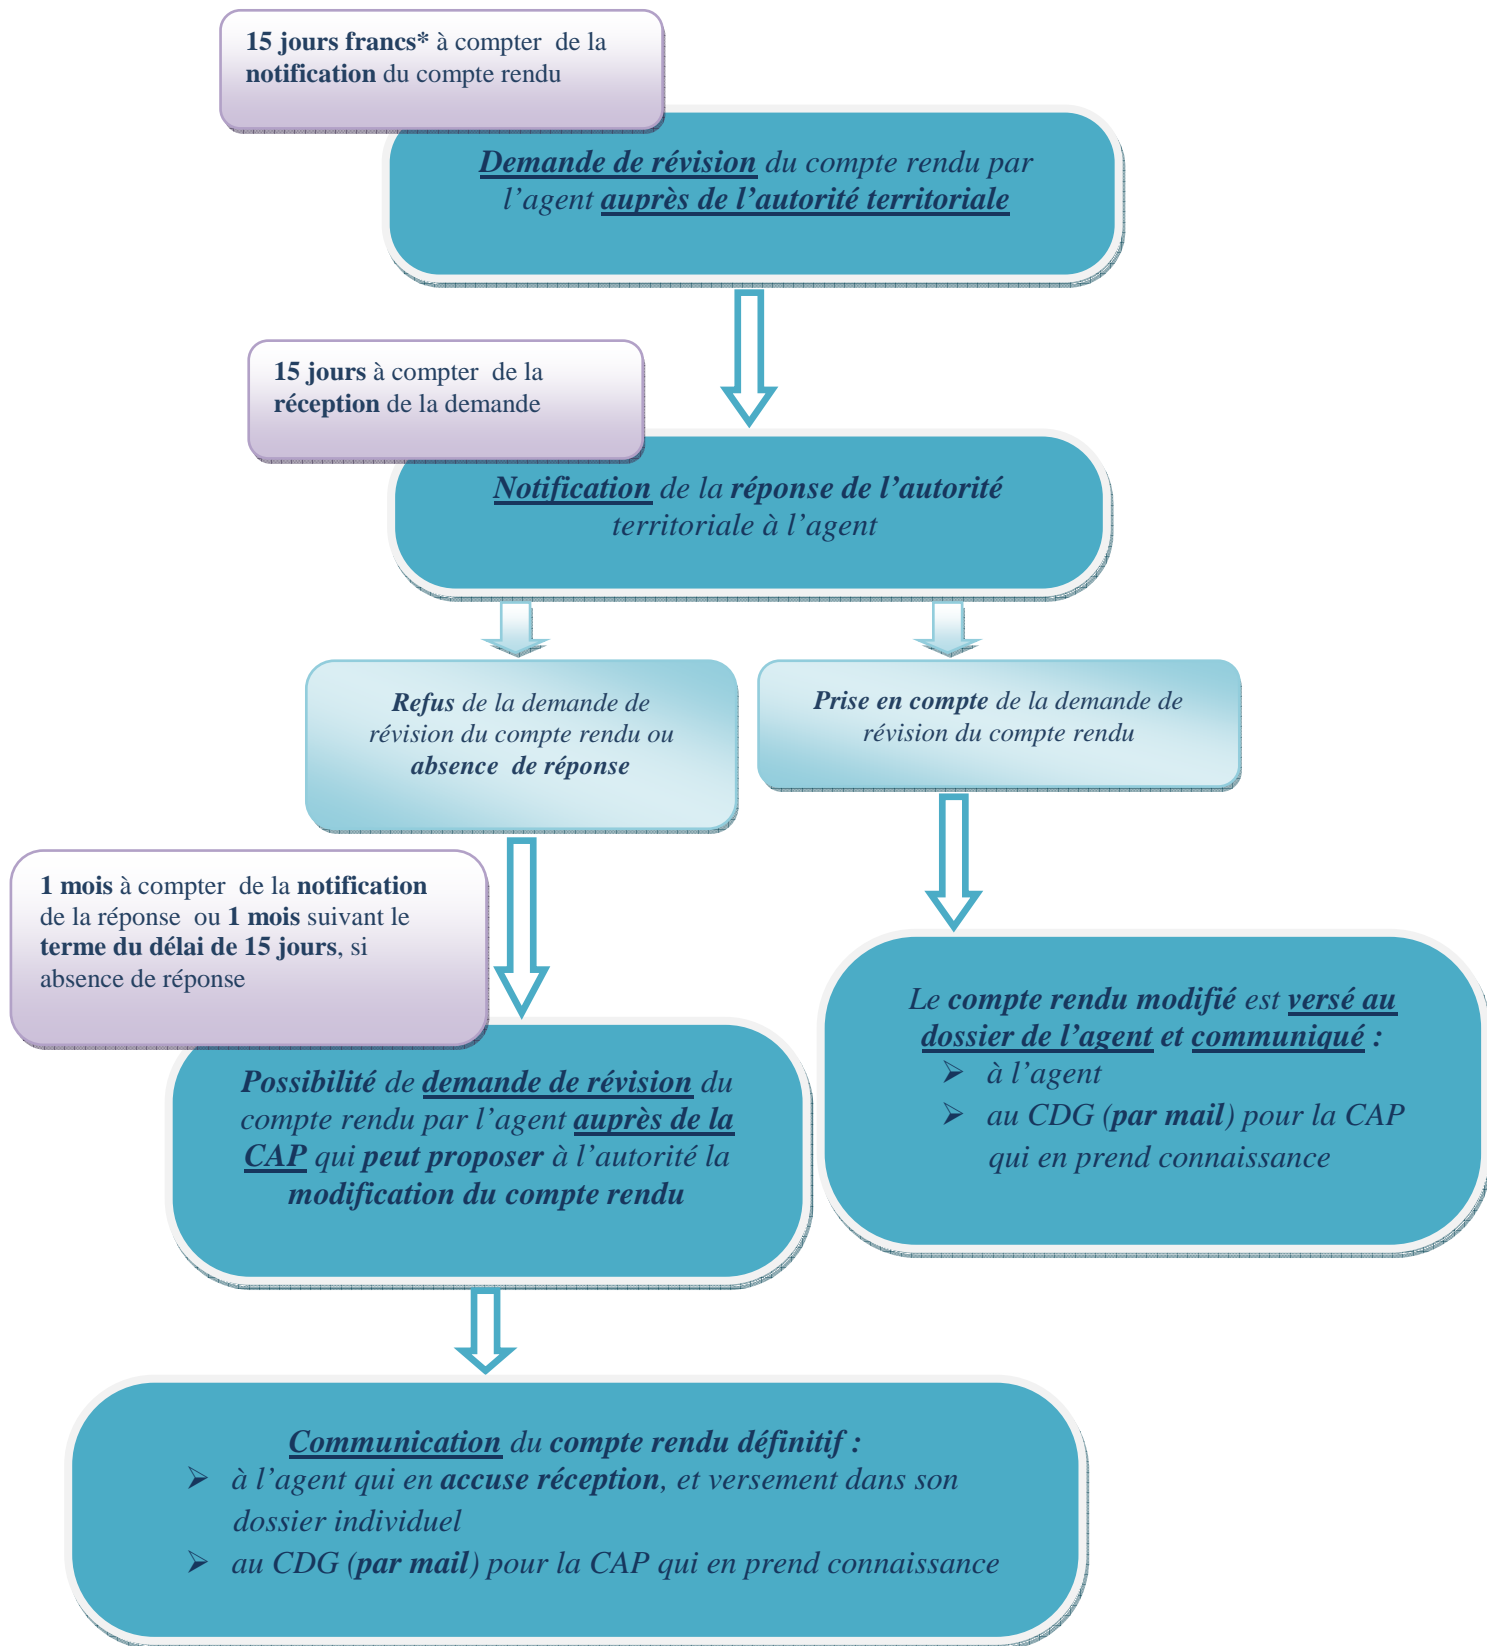 15 jours francs* à compter de la
notification du compte rendu
Demande de révision du compte rendu par
l’agent auprès de l’autorité territoriale
15 jours à compter de la
réception de la demande
Notification de la réponse de l’autorité
territoriale à l’agent
Refus de la demande de
révision du compte rendu ou
absence de réponse
Prise en compte de la demande de
révision du compte rendu
1 mois à compter de la notification
de la réponse ou 1 mois suivant le
terme du délai de 15 jours, si
absence de réponse
Possibilité de demande de révision du
compte rendu par l’agent auprès de la
CAP qui peut proposer à l’autorité la
modification du compte rendu
Le compte rendu modifié est versé au
dossier de l’agent et communiqué :
➢ à l’agent
➢ au CDG (par mail) pour la CAP
qui en prend connaissance
Communication du compte rendu définitif :
➢ à l’agent qui en accuse réception, et versement dans son
dossier individuel
➢ au CDG (par mail) pour la CAP qui en prend connaissance